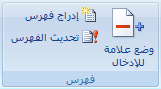 وضع علامة
للإدخال
إدراج فهرس
تحديث الفهرس
فهرس